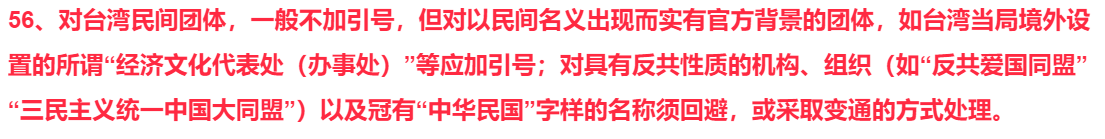 56、对台湾民间团体，一般不加引号，但对以民间名义出现而实有官方背景的团体，如台湾当局境外设
置的所谓“经济文化代表处（办事处）”等应加引号；对具有反共性质的机构、组织（如“反共爱国同盟”
“三民主义统一中国大同盟”）以及冠有“中华民国”字样的名称须回避，或采取变通的方式处理。